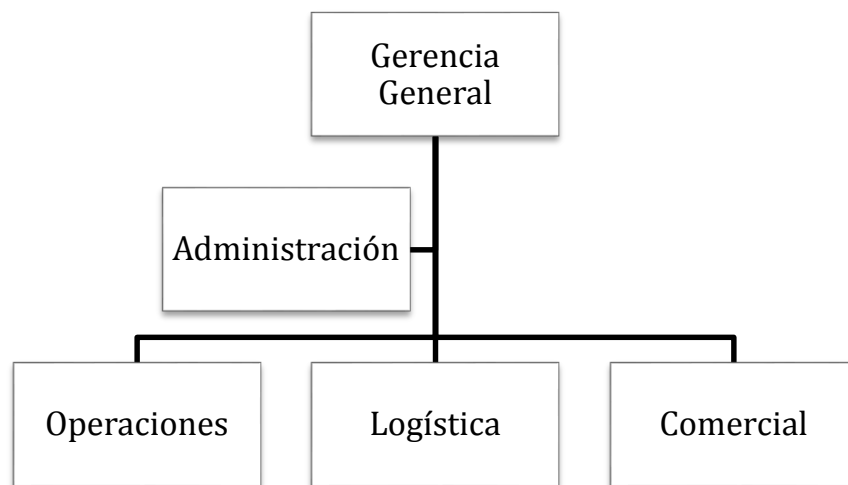 Gerencia
General
Administración
Operaciones
Logística
Comercial